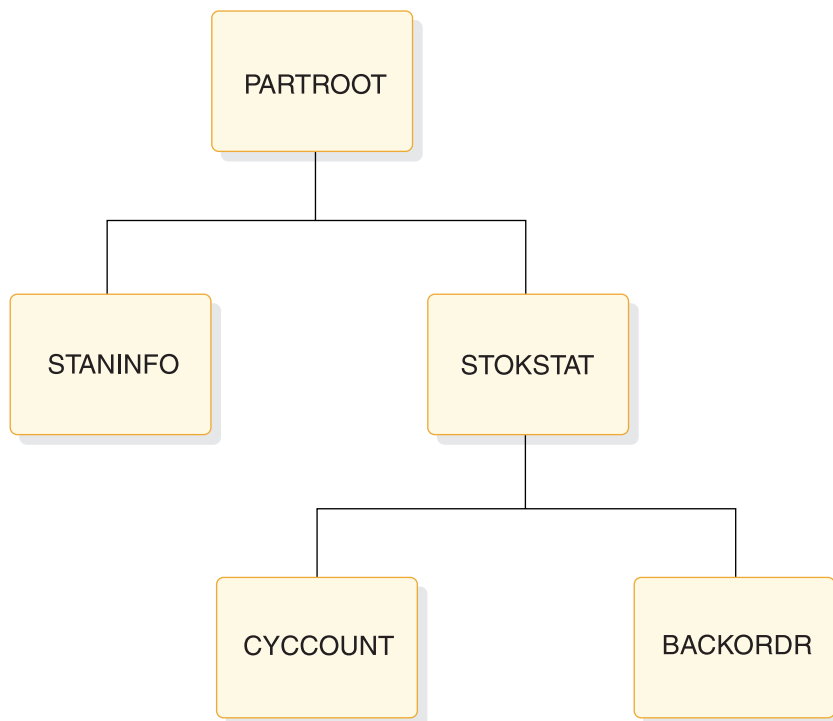 PARTROOT
STANINFO
STOKSTAT
CYCCOUNT
BACKORDR